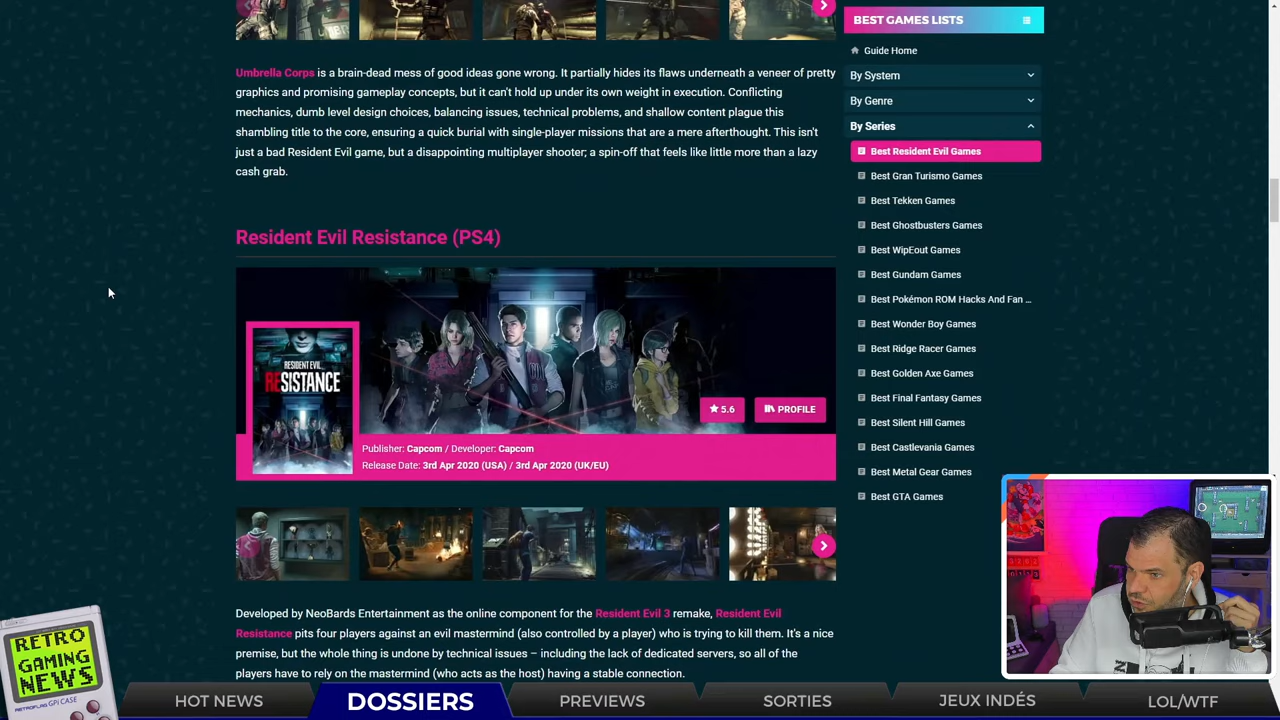 Umbrella Corps is a brain-dead mess of good ideas gone wrong. It partially hides its flaws underneath a veneer of pretty
graphics and promising gameplay concepts, but it can't hold up under its own weight in execution. Conflicting
mechanics, dumb level design choices, balancing issues, technical problems, and shallow content plague this
shambling title to the core, ensuring a quick burial with single-player missions that are a mere afterthought. This isn't
just a bad Resident Evil game, but a disappointing multiplayer shooter; a spin-off that feels like little more than a lazy
cash grab.
Resident Evil Resistance (PS4)
RESIDENT EVIL
RESISTANCE
5.6
PROFILE
Publisher: Capcom / Developer: Capcom
Release Date: 3rd Apr 2020 (USA) / 3rd Apr 2020 (UK/EU)
Developed by NeoBards Entertainment as the online component for the Resident Evil 3 remake, Resident Evil
Resistance pits four players against an evil mastermind (also controlled by a player) who is trying to kill them. It's a nice
premise, but the whole thing is undone by technical issues – including the lack of dedicated servers, so all of the
players have to rely on the mastermind (who acts as the host) having a stable connection.
BEST GAMES LISTS
Guide Home
By System
By Genre
By Series
Best Resident Evil Games
Best Gran Turismo Games
Best Tekken Games
Best Ghostbusters Games
Best WipEout Games
Best Gundam Games
Best Pokémon ROM Hacks And Fan ...
Best Wonder Boy Games
Best Ridge Racer Games
Best Golden Axe Games
Best Final Fantasy Games
Best Silent Hill Games
Best Castlevania Games
Best Metal Gear Games
Best GTA Games
RETRO
GAMING
NEWS
RETROFLAG GPi CASE
HOT NEWS
DOSSIERS
PREVIEWS
SORTIES
JEUX INDÉS
LOL/WTF